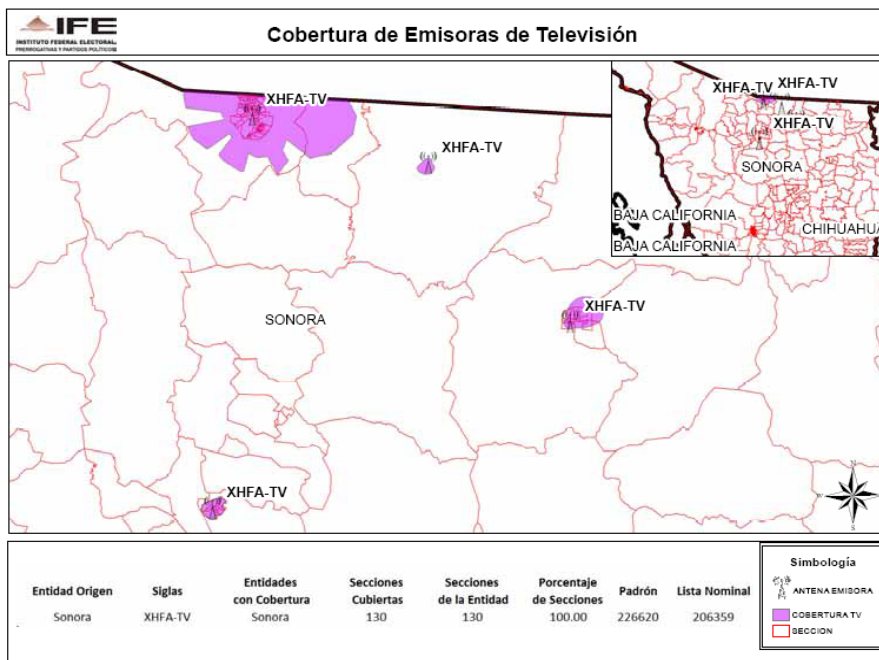 IFE
INSTITUTO FEDERAL ELECTORAL
PRERROGATIVAS Y PARTIDOS POLÍTICOS
Cobertura de Emisoras de Televisión
XHFA-TV
XHFA-TV
XHFA-TV
XHFA-TV
SONORA
XHFA-TV
XHFA-TV
XHFA-TV
SONORA
BAJA CALIFORNIA
BAJA CALIFORNIA
CHIHUAHUA
N
W
S
Entidad Origen Siglas Entidades con Cobertura Secciones Cubiertas Secciones de la Entidad Porcentaje de Secciones Padrón Lista Nominal
Sonora XHFA-TV Sonora 130 130 100.00 226620 206359
Simbología
ANTENA EMISORA
COBERTURA TV
SECCION